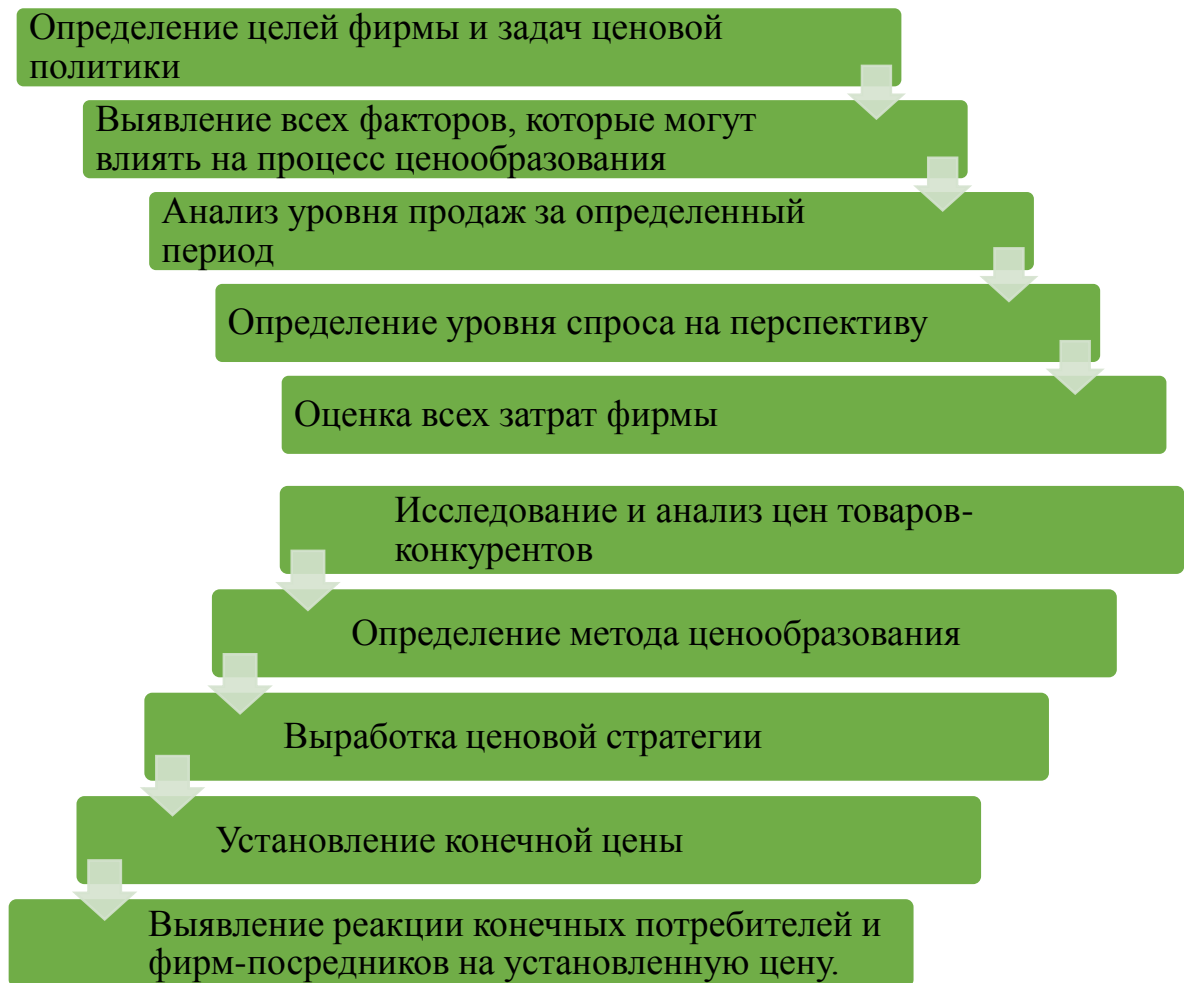 Определение целей фирмы и задач ценовой
политики
Выявление всех факторов, которые могут
влиять на процесс ценообразования
Анализ уровня продаж за определенный
период
Определение уровня спроса на перспективу
Оценка всех затрат фирмы
Исследование и анализ цен товаров-
конкурентов
Определение метода ценообразования
Выработка ценовой стратегии
Установление конечной цены
Выявление реакции конечных потребителей и
фирм-посредников на установленную цену.